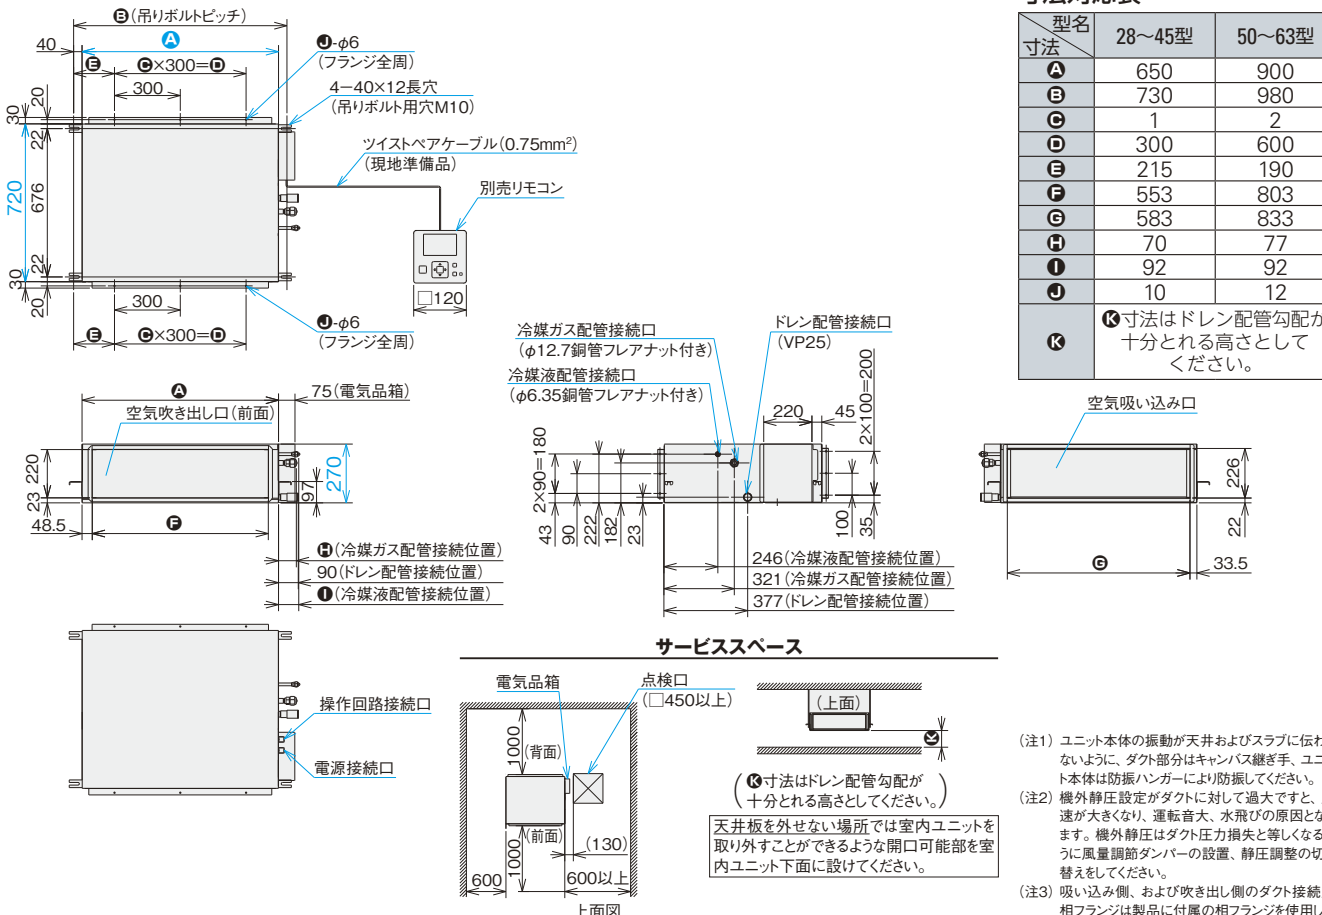 Ⓑ(吊りボルトピッチ)
40
Ⓐ
Ⓔ
Ⓒ×300=Ⓓ
300
Ⓙ-φ6
(フランジ全周)
4−40×12長穴
(吊りボルト用穴M10)
ツイストペアケーブル(0.75mm²)
(現地準備品)
別売リモコン
□120
30
20
22
720
676
22
30
20
300
Ⓔ
Ⓒ×300=Ⓓ
Ⓙ-φ6
(フランジ全周)
型名
寸法
28〜45型
50〜63型
Ⓐ 650 900
Ⓑ 730 980
Ⓒ 1 2
Ⓓ 300 600
Ⓔ 215 190
Ⓕ 553 803
Ⓖ 583 833
Ⓗ 70 77
Ⓘ 92 92
Ⓙ 10 12
Ⓚ
Ⓚ寸法はドレン配管勾配が
十分とれる高さとして
ください。
Ⓐ
75(電気品箱)
空気吹き出し口(前面)
220
23
270
97
48.5
Ⓕ
Ⓗ(冷媒ガス配管接続位置)
90(ドレン配管接続位置)
Ⓘ(冷媒液配管接続位置)
冷媒ガス配管接続口
(φ12.7銅管フレアナット付き)
冷媒液配管接続口
(φ6.35銅管フレアナット付き)
ドレン配管接続口
(VP25)
220
45
2×100=200
2×90=180
43
90
222
182
23
100
35
246(冷媒液配管接続位置)
321(冷媒ガス配管接続位置)
377(ドレン配管接続位置)
空気吸い込み口
226
22
Ⓖ
33.5
操作回路接続口
電源接続口
サービススペース
電気品箱
点検口
(□450以上)
1000
(背面)
(前面)
1000
(130)
600
600以上
上面図
(上面)
Ⓚ
(Ⓚ寸法はドレン配管勾配が
十分とれる高さとしてください。)
天井板を外せない場所では室内ユニットを
取り外すことができるような開口可能部を室
内ユニット下面に設けてください。
(注1) ユニット本体の振動が天井およびスラブに伝わ
ないように、ダクト部分はキャンバス継ぎ手、ユニ
ト本体は防振ハンガーにより防振してください。
(注2) 機外静圧設定がダクトに対して過大ですと、
速が大きくなり、運転音大、水飛びの原因とな
ます。機外静圧はダクト圧力損失と等しくなる
うに風量調節ダンパーの設置、静圧調整の切
替えをしてください。
(注3) 吸い込み側、および吹き出し側のダクト接続
相フランジは製品に付属の相フランジを使用し